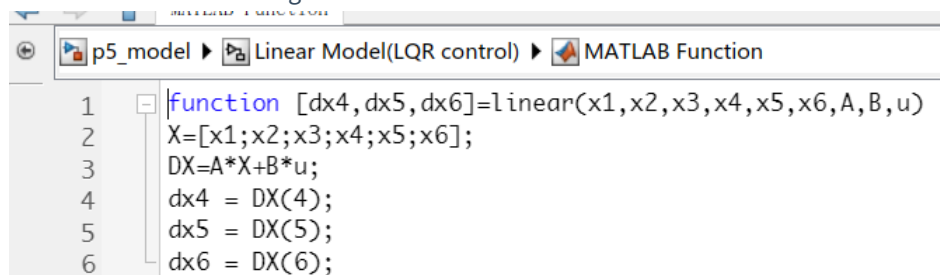 MATLAB Function
p5_model Linear Model(LQR control) MATLAB Function
1 function [dx4,dx5,dx6]=linear(x1,x2,x3,x4,x5,x6,A,B,u)
2 X=[x1;x2;x3;x4;x5;x6];
3 DX=A*X+B*u;
4 dx4 = DX(4);
5 dx5 = DX(5);
6 dx6 = DX(6);